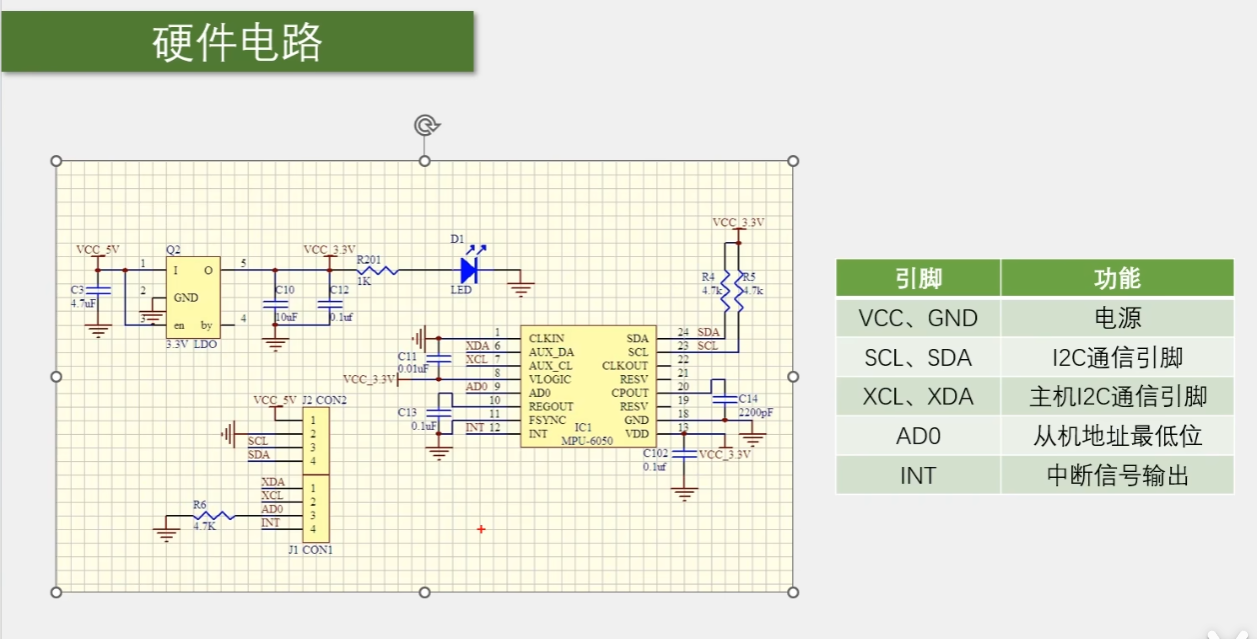 硬件电路
VCC_5V
Q2
1
I
O
5
2
GND
3
en
by
4
3.3V LDO
C3
4.7uF
VCC_3.3V
C10
10uF
C12
0.1uf
R201
1K
D1
LED
VCC_3.3V
R4
4.7k
R5
4.7k
1 CLKIN
XDA 6 AUX_DA
XCL 7 AUX_CL
VCC_3.3V 8 VLOGIC
AD0 9 AD0
10 REGOUT
11 FSYNC
INT 12 INT
SDA 24 SDA
SCL 23 SCL
CLKOUT 22
RESV 21
CPOUT 20
RESV 19
GND 18
VDD 13
IC1
MPU-6050
C11
0.01uF
C13
0.1uF
C14
2200pF
C102
0.1uf
VCC_3.3V
VCC_5V
J2 CON2
1
2
SCL 3
SDA 4
XDA 1
XCL 2
AD0 3
INT 4
R6
4.7K
J1 CON1
引脚 功能
VCC、GND 电源
SCL、SDA I2C通信引脚
XCL、XDA 主机I2C通信引脚
AD0 从机地址最低位
INT 中断信号输出